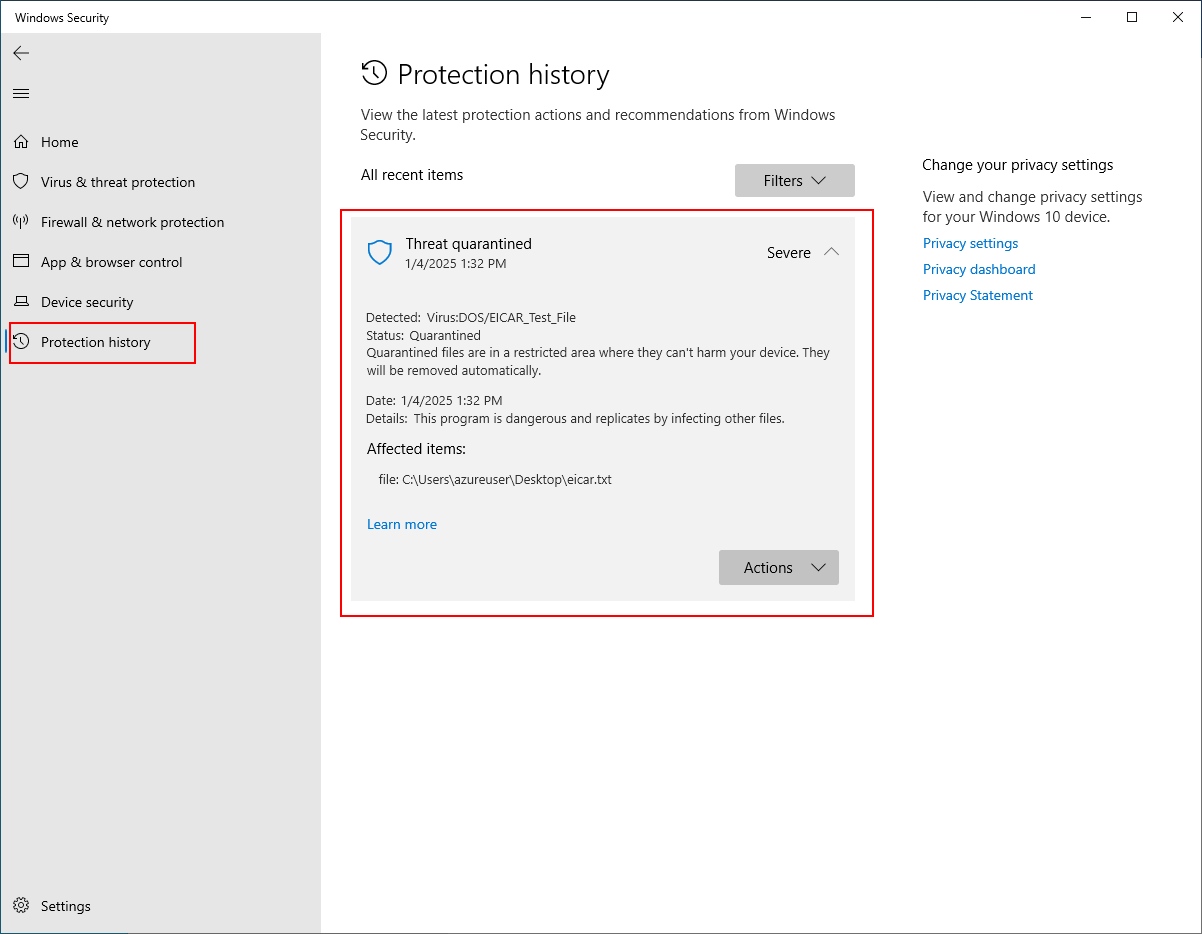 Windows Security
Home
Virus & threat protection
Firewall & network protection
App & browser control
Device security
Protection history
Settings
Protection history
View the latest protection actions and recommendations from Windows
Security.
All recent items
Filters
Threat quarantined
1/4/2025 1:32 PM
Severe
Detected: Virus:DOS/EICAR_Test_File
Status: Quarantined
Quarantined files are in a restricted area where they can't harm your device. They
will be removed automatically.
Date: 1/4/2025 1:32 PM
Details: This program is dangerous and replicates by infecting other files.
Affected items:
file: C:\Users\azureuser\Desktop\eicar.txt
Learn more
Actions
Change your privacy settings
View and change privacy settings
for your Windows 10 device.
Privacy settings
Privacy dashboard
Privacy Statement